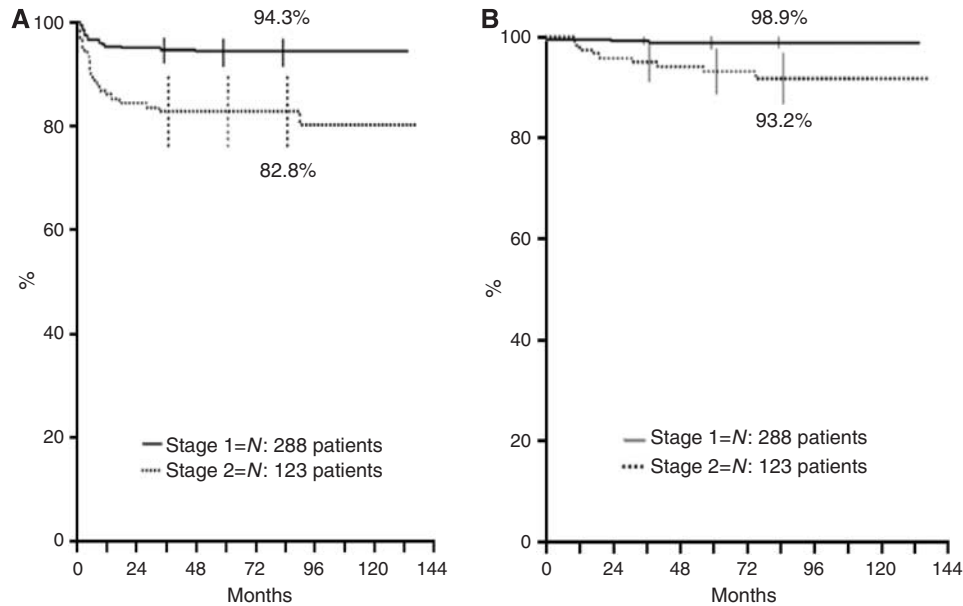 A
94.3%
100
80
60
40
20
0
%
82.8%
Stage 1=N: 288 patients
Stage 2=N: 123 patients
0 24 48 72 96 120 144
Months
B
98.9%
100
80
60
40
20
0
%
93.2%
Stage 1=N: 288 patients
Stage 2=N: 123 patients
0 24 48 72 96 120 144
Months